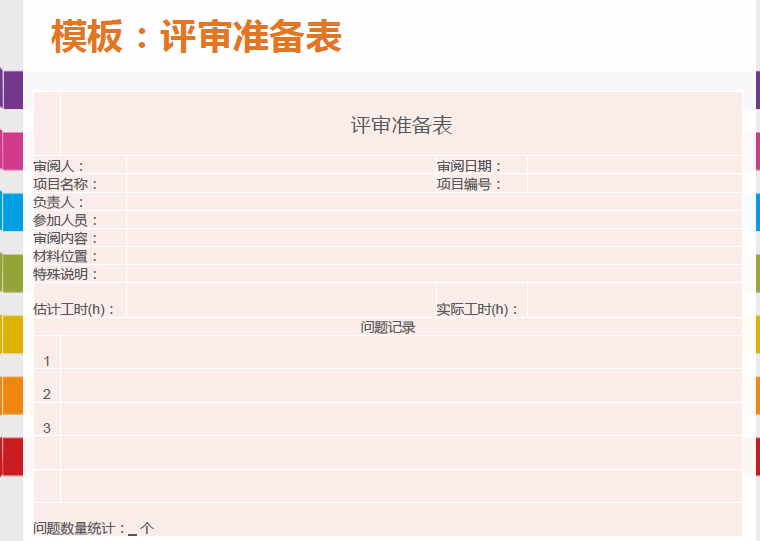 模板：评审准备表
评审准备表
审阅人： 审阅日期：
项目名称： 项目编号：
负责人：
参加人员：
审阅内容：
材料位置：
特殊说明：
估计工时(h)： 实际工时(h)：
问题记录
1
2
3
问题数量统计：_ 个